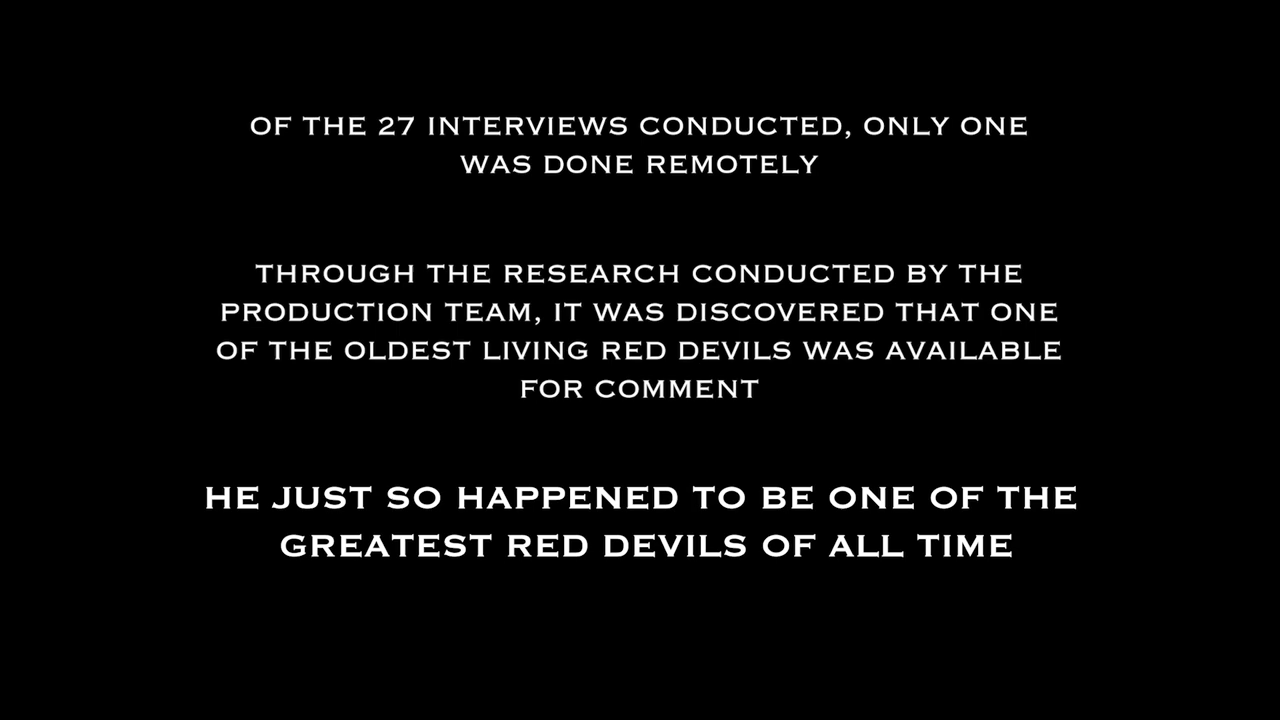 OF THE 27 INTERVIEWS CONDUCTED, ONLY ONE
WAS DONE REMOTELY
THROUGH THE RESEARCH CONDUCTED BY THE
PRODUCTION TEAM, IT WAS DISCOVERED THAT ONE
OF THE OLDEST LIVING RED DEVILS WAS AVAILABLE
FOR COMMENT
HE JUST SO HAPPENED TO BE ONE OF THE
GREATEST RED DEVILS OF ALL TIME